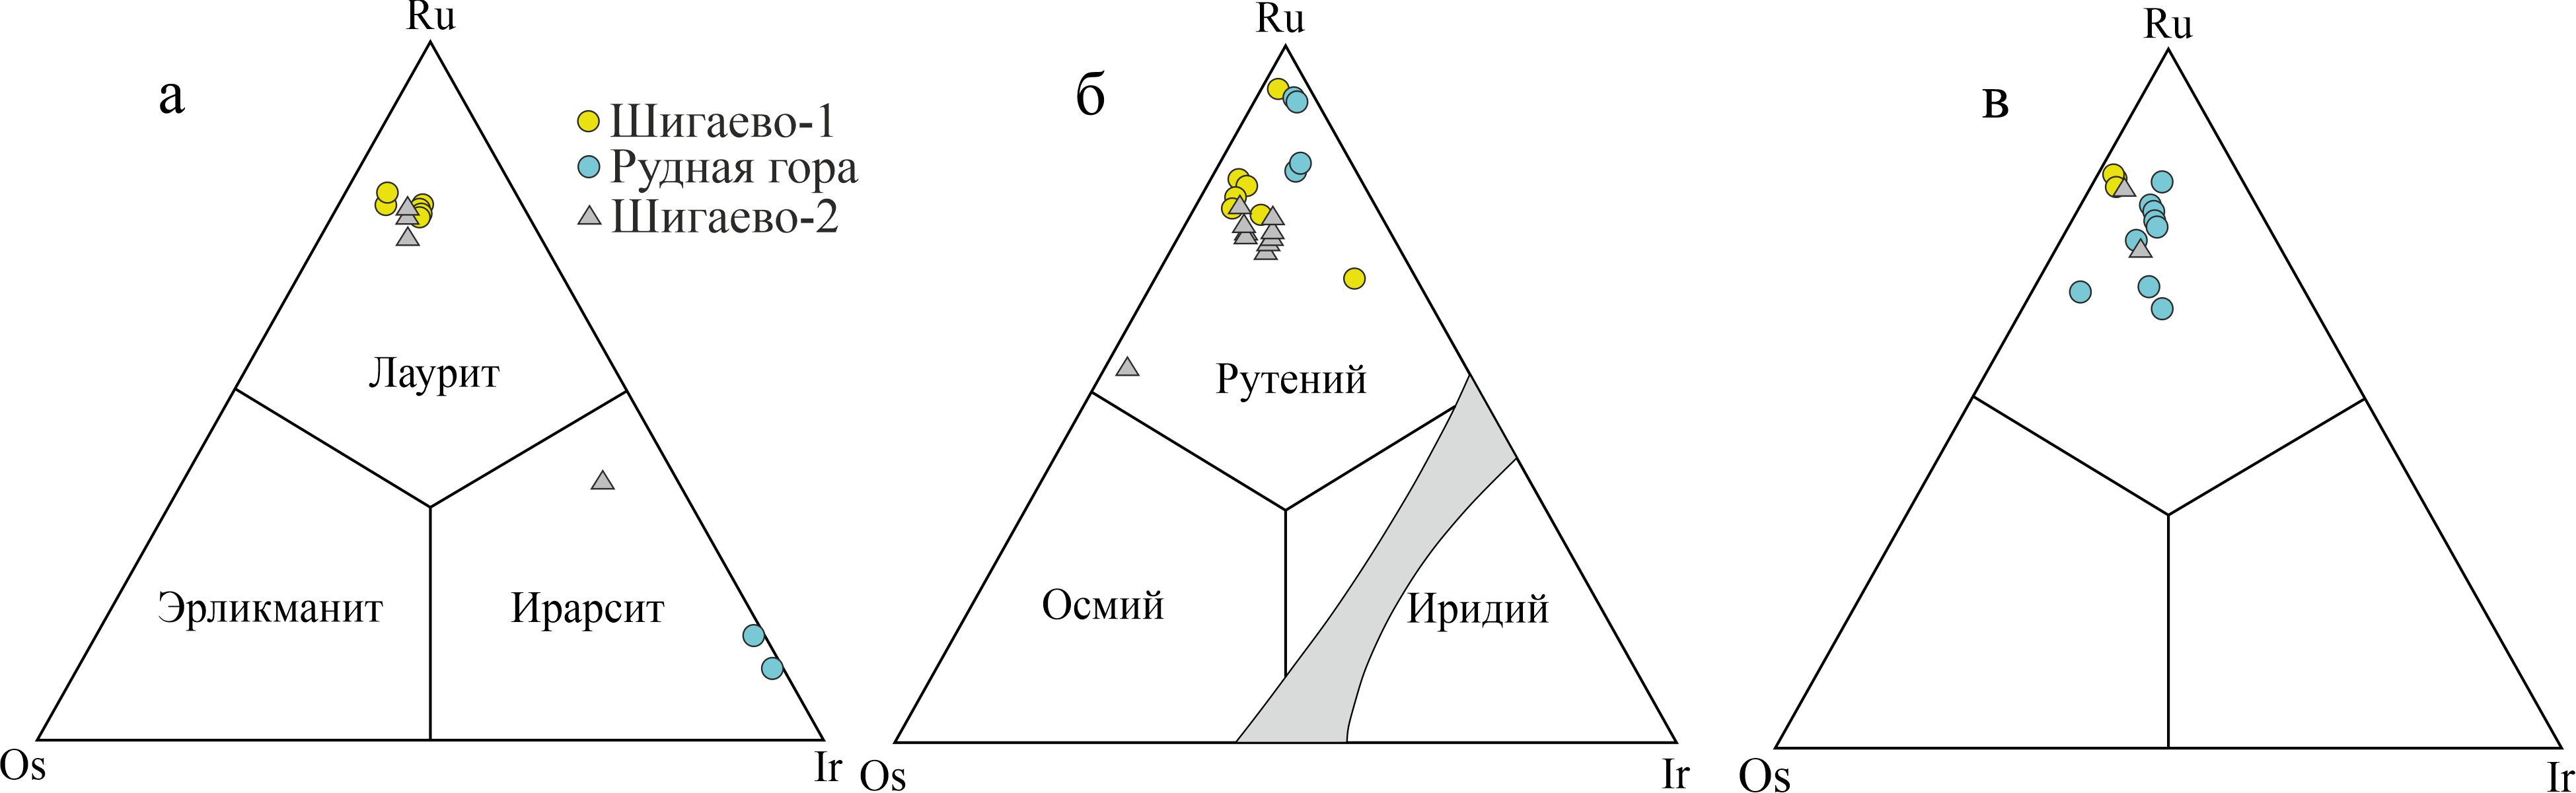 Ru
а
Шигаево-1
Рудная гора
Шигаево-2
Лаурит
Эрликманит
Ирарсит
Os
Ir
Ru
б
Рутений
Осмий
Иридий
Os
Ir
Ru
в
Os
Ir